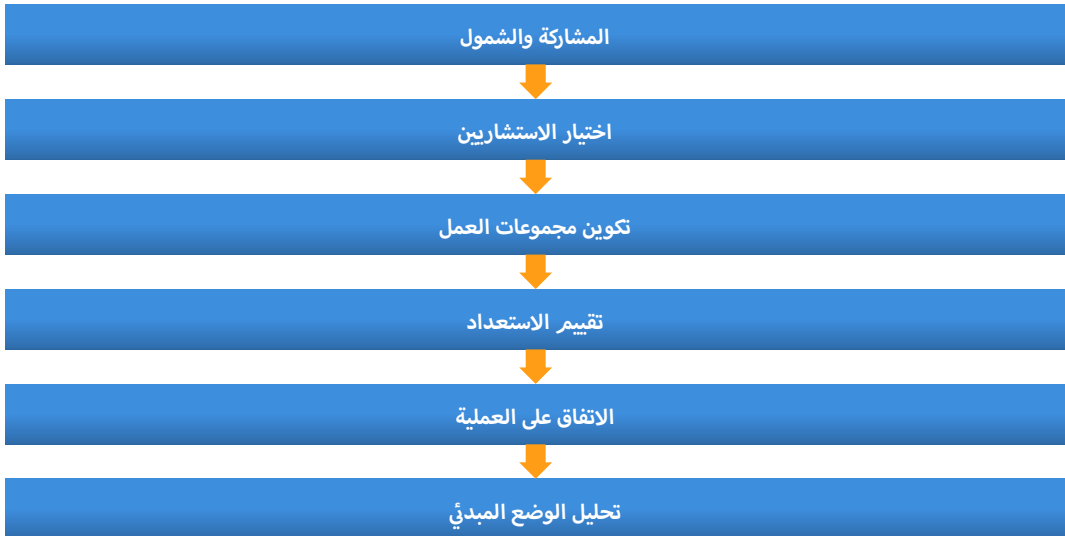 المشاركة والشمول
اختيار الاستشاريين
تكوين مجموعات العمل
تقييم الاستعداد
الاتفاق على العملية
تحليل الوضع المبدئي